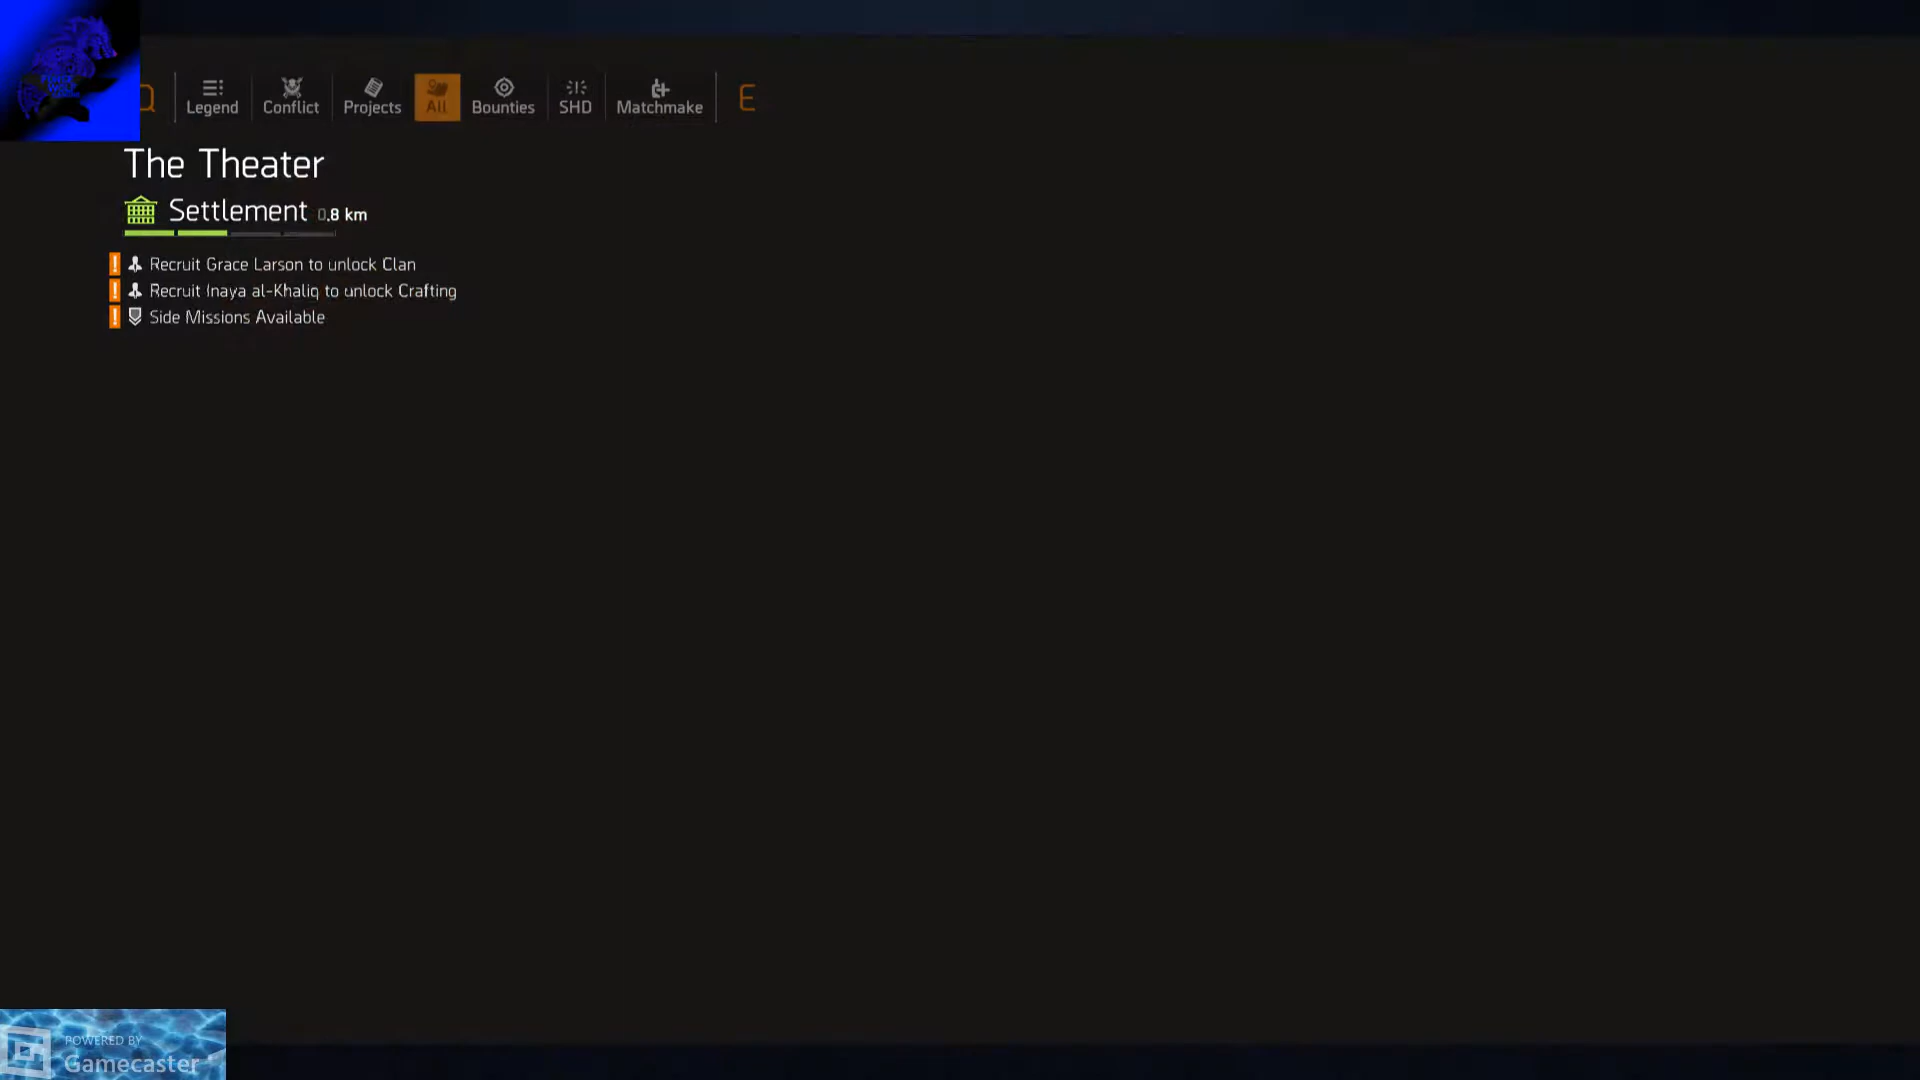 Q Legend Conflict Projects All Bounties SHD Matchmake E
The Theater
Settlement 0.8 km
! Recruit Grace Larson to unlock Clan
! Recruit Inaya al-Khaliq to unlock Crafting
! Side Missions Available
POWERED BY
Gamecaster